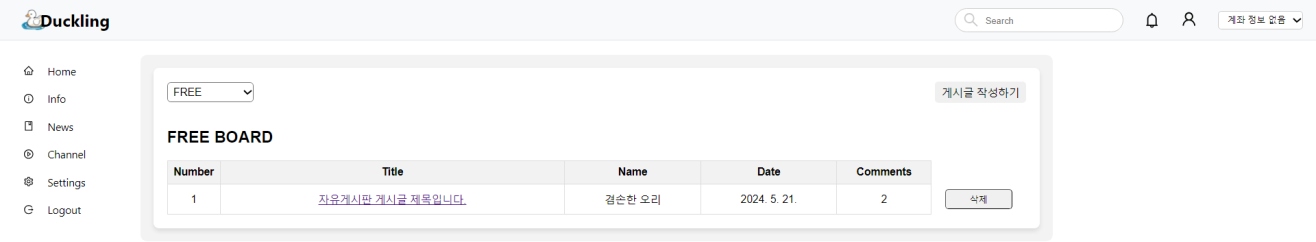 Duckling
Search
계좌 정보 없음
Home
Info
News
Channel
Settings
Logout
FREE
게시글 작성하기
FREE BOARD
Number Title Name Date Comments
1 자유게시판 게시글 제목입니다. 겸손한 오리 2024. 5. 21. 2 삭제